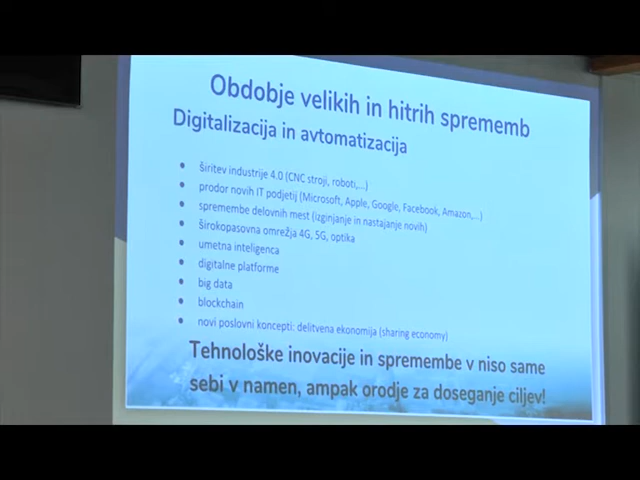 Obdobje velikih in hitrih sprememb
Digitalizacija in avtomatizacija
• širitev industrije 4.0 (CNC stroji, roboti,...)
• prodor novih IT podjetij (Microsoft, Apple, Google, Facebook, Amazon,...)
• spremembe delovnih mest (izginjanje in nastajanje novih)
• širokopasovna omrežja 4G, 5G, optika
• umetna inteligenca
• digitalne platforme
• big data
• blockchain
• novi poslovni koncepti: delitvena ekonomija (sharing economy)
Tehnološke inovacije in spremembe v niso same
sebi v namen, ampak orodje za doseganje ciljev!